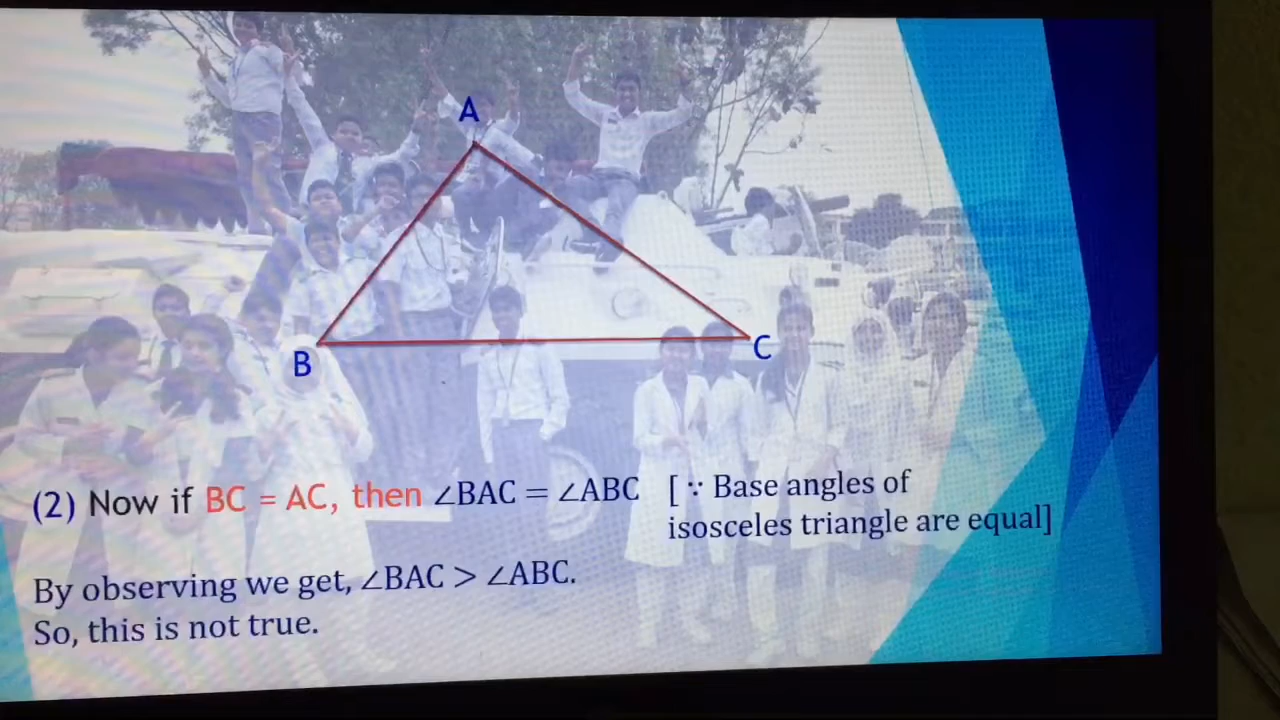 A
B
C
(2) Now if BC = AC, then ∠BAC = ∠ABC [∵ Base angles of
isosceles triangle are equal]
By observing we get, ∠BAC > ∠ABC.
So, this is not true.